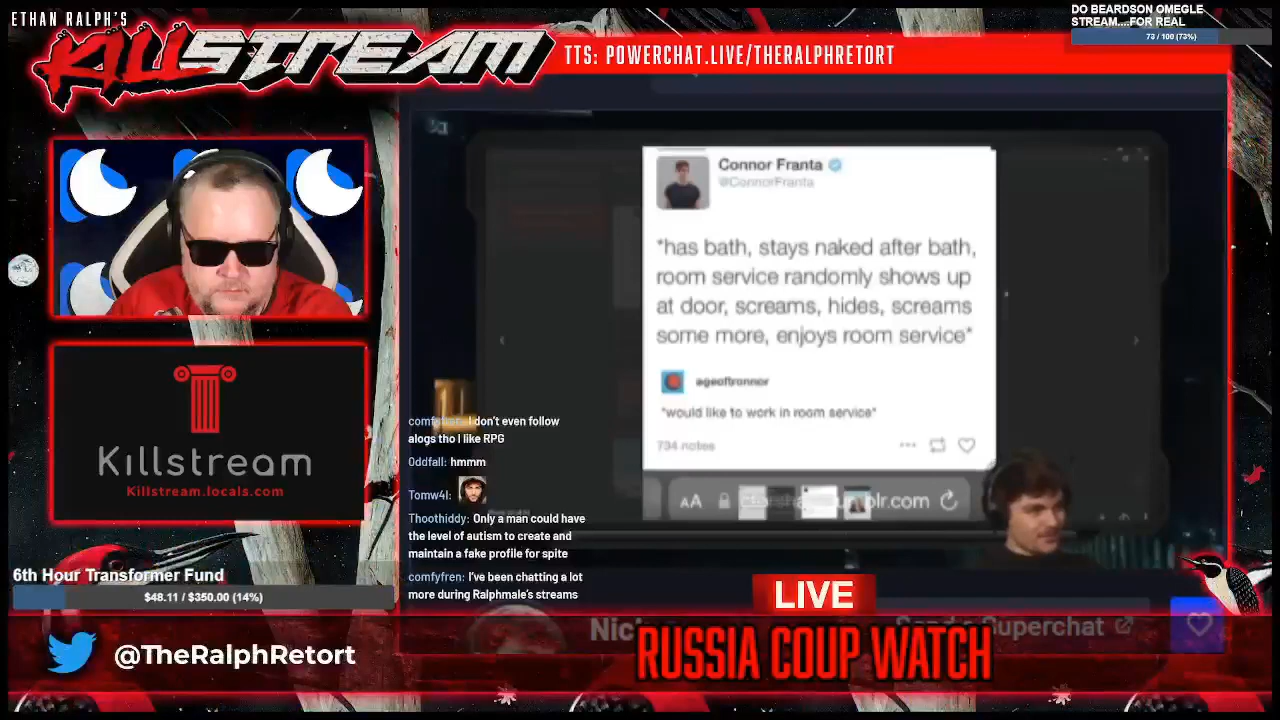 ETHAN RALPH'S
KILLSTREAM
TTS: POWERCHAT.LIVE/THERALPHRETORT
DO BEARDSON OMEGLE
STREAM....FOR REAL
73 / 100 (73%)
Connor Franta
@ConnorFranta
*has bath, stays naked after bath,
room service randomly shows up
at door, screams, hides, screams
some more, enjoys room service*
ageoftronnor
*would like to work in room service*
734 notes
AA
Killstream
Killstream.locals.com
I don't even follow
alogs tho I like RPG
Oddfall: hmmm
Tomw4l:
Thoothiddy: Only a man could have
the level of autism to create and
maintain a fake profile for spite
comfyfren: I've been chatting a lot
more during Ralphmale's streams
6th Hour Transformer Fund
$48.11 / $350.00 (14%)
LIVE
Superchat
@TheRalphRetort
RUSSIA COUP WATCH